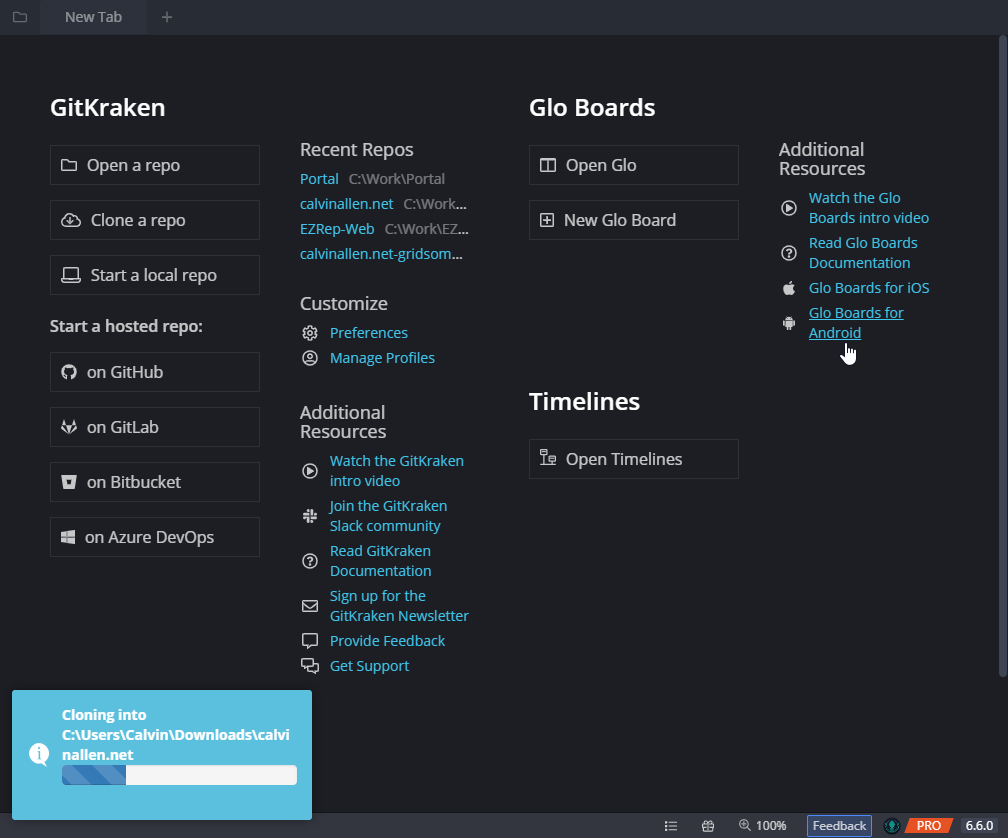 New Tab
GitKraken
Open a repo
Clone a repo
Start a local repo
Start a hosted repo:
on GitHub
on GitLab
on Bitbucket
on Azure DevOps
Recent Repos
Portal C:\Work\Portal
calvinallen.net C:\Work...
EZRep-Web C:\Work\EZ...
calvinallen.net-gridsom...
Customize
Preferences
Manage Profiles
Additional
Resources
Watch the GitKraken
intro video
Join the GitKraken
Slack community
Read GitKraken
Documentation
Sign up for the
GitKraken Newsletter
Provide Feedback
Get Support
Glo Boards
Open Glo
New Glo Board
Additional
Resources
Watch the Glo
Boards intro video
Read Glo Boards
Documentation
Glo Boards for iOS
Glo Boards for
Android
Timelines
Open Timelines
Cloning into
C:\Users\Calvin\Downloads\calvi
nallen.net
100% Feedback PRO 6.6.0